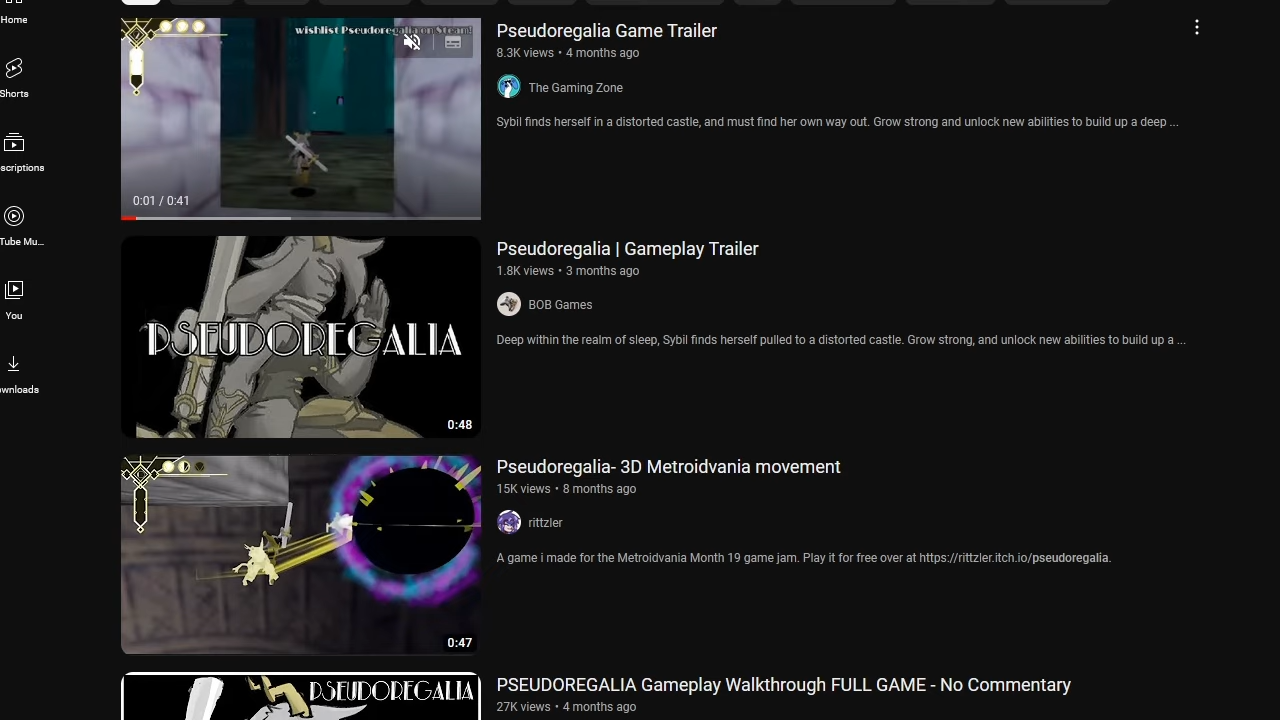 Home
Shorts
scriptions
Tube Mu...
You
wnloads
wishlist Pseudoregalia on Steam!
0:01 / 0:41
Pseudoregalia Game Trailer
8.3K views • 4 months ago
The Gaming Zone
Sybil finds herself in a distorted castle, and must find her own way out. Grow strong and unlock new abilities to build up a deep ...
PSEUDOREGALIA
0:48
Pseudoregalia | Gameplay Trailer
1.8K views • 3 months ago
BOB Games
Deep within the realm of sleep, Sybil finds herself pulled to a distorted castle. Grow strong, and unlock new abilities to build up a ...
0:47
Pseudoregalia- 3D Metroidvania movement
15K views • 8 months ago
rittzler
A game i made for the Metroidvania Month 19 game jam. Play it for free over at https://rittzler.itch.io/pseudoregalia.
PSEUDOREGALIA
PSEUDOREGALIA Gameplay Walkthrough FULL GAME - No Commentary
27K views • 4 months ago